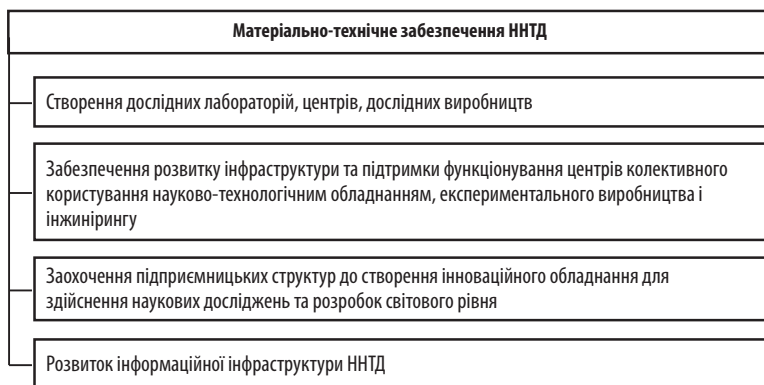 Матеріально-технічне забезпечення ННТД
Створення дослідних лабораторій, центрів, дослідних виробництв
Забезпечення розвитку інфраструктури та підтримки функціонування центрів колективного
користування науково-технологічним обладнанням, експериментального виробництва і
інжинірингу
Заохочення підприємницьких структур до створення інноваційного обладнання для
здійснення наукових досліджень та розробок світового рівня
Розвиток інформаційної інфраструктури ННТД